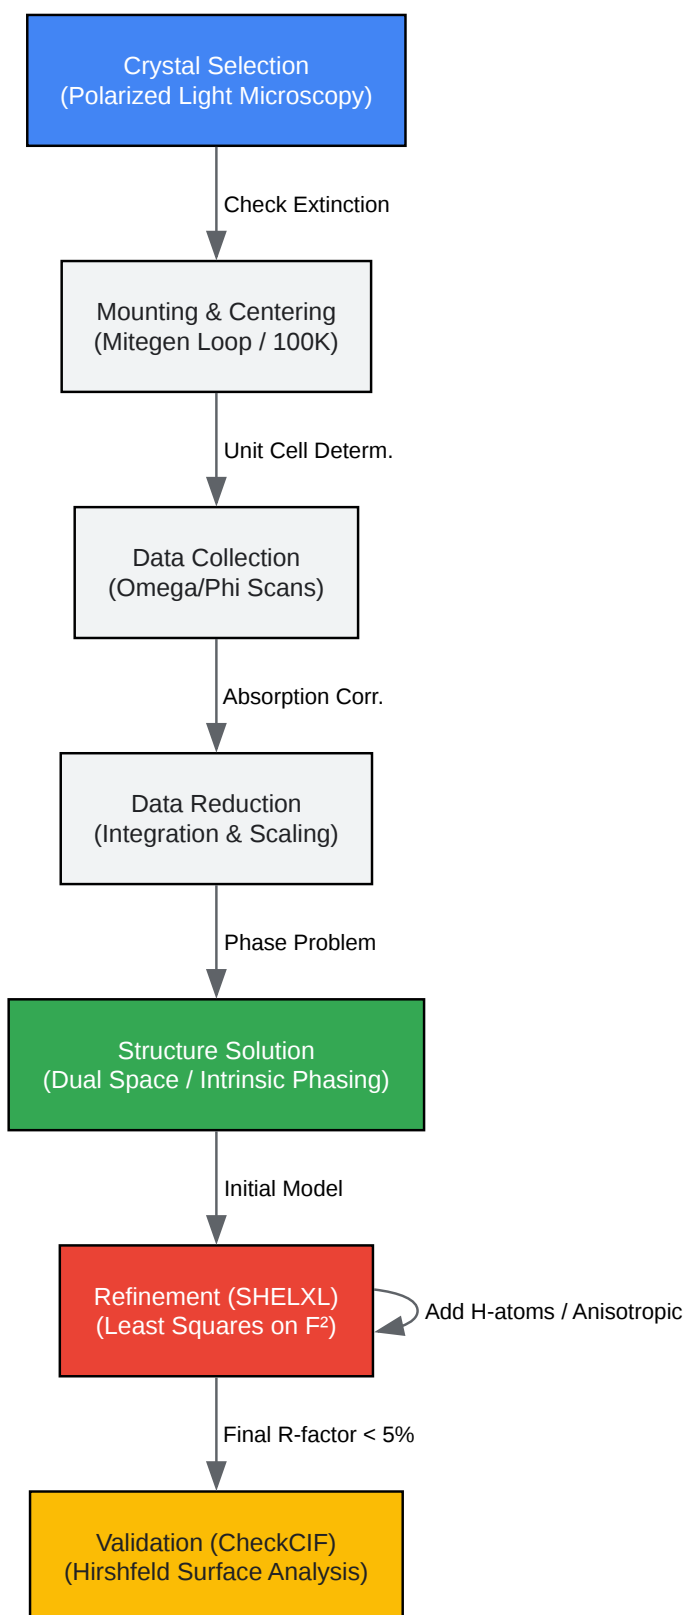 Crystal Selection
(Polarized Light Microscopy)
Check Extinction
Mounting & Centering
(Mitegen Loop / 100K)
Unit Cell Determ.
Data Collection
(Omega/Phi Scans)
Absorption Corr.
Data Reduction
(Integration & Scaling)
Phase Problem
Structure Solution
(Dual Space / Intrinsic Phasing)
Initial Model
Refinement (SHELXL)
(Least Squares on F²)
Add H-atoms / Anisotropic
Final R-factor < 5%
Validation (CheckCIF)
(Hirshfeld Surface Analysis)